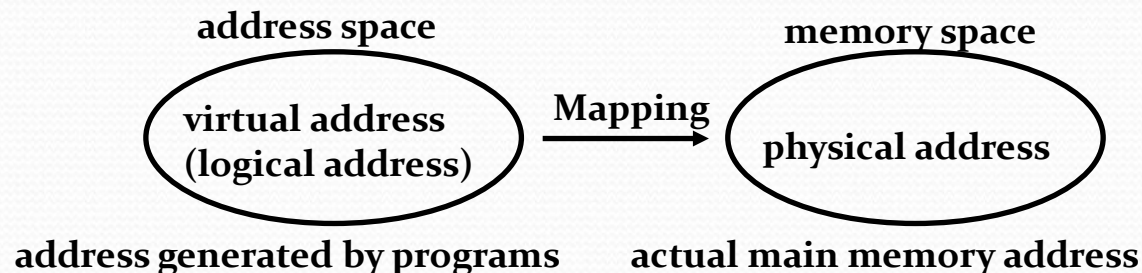 address space
memory space
virtual address
(logical address)
Mapping
physical address
address generated by programs
actual main memory address